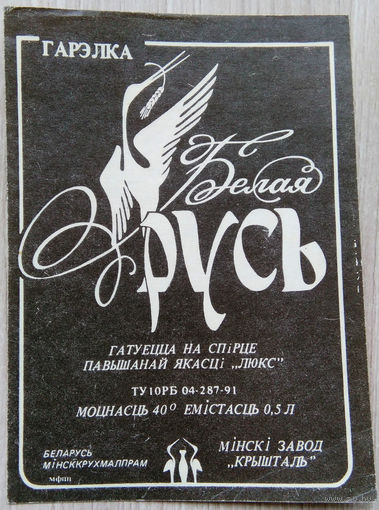 ГАРЭЛКА
Белая
РУСЬ
ГАТУЕЦЦА НА СПІРЦЕ
ПАВЫШАНАЙ ЯКАСЦІ „ЛЮКС"
ТУ10РБ 04-287-91
МОЦНАСЦЬ 40° ЕМІСТАСЦЬ 0,5 Л
БЕЛАРУСЬ
МІНСККРУХМАЛПРАМ
МІНСКІ ЗАВОД
„КРЫШТАЛЬ"